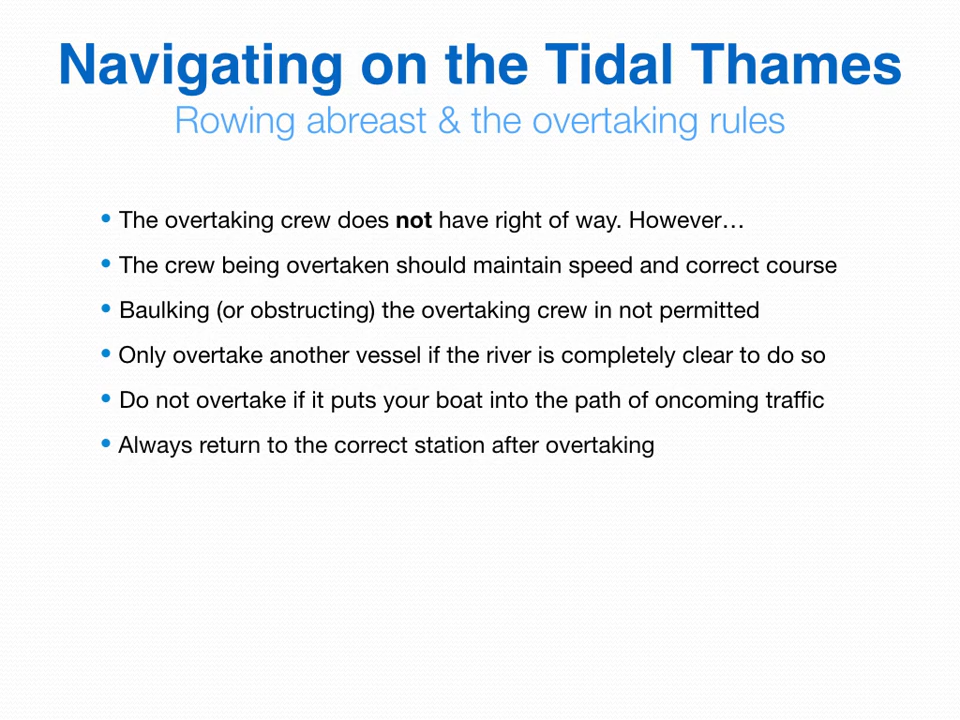 Navigating on the Tidal Thames
Rowing abreast & the overtaking rules
• The overtaking crew does not have right of way. However…
• The crew being overtaken should maintain speed and correct course
• Baulking (or obstructing) the overtaking crew in not permitted
• Only overtake another vessel if the river is completely clear to do so
• Do not overtake if it puts your boat into the path of oncoming traffic
• Always return to the correct station after overtaking